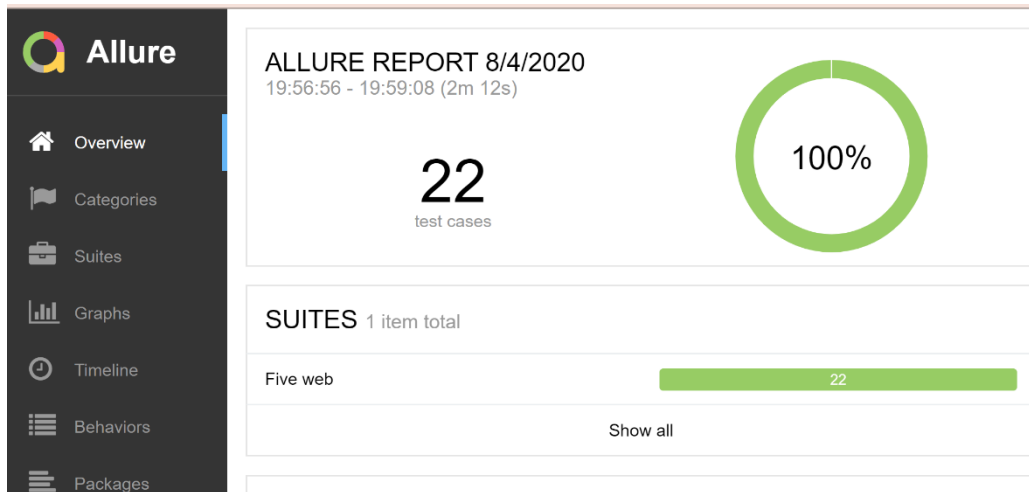 Allure
Overview
Categories
Suites
Graphs
Timeline
Behaviors
Packages
ALLURE REPORT 8/4/2020
19:56:56 - 19:59:08 (2m 12s)
22
test cases
100%
SUITES 1 item total
Five web 22
Show all